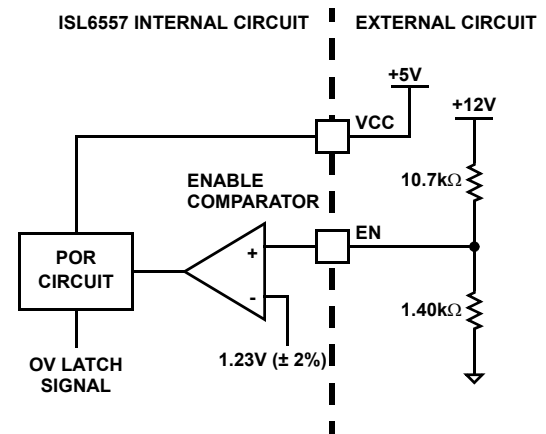 ISL6557 INTERNAL CIRCUIT
EXTERNAL CIRCUIT
+5V
+12V
VCC
10.7kΩ
ENABLE
COMPARATOR
EN
+
POR
CIRCUIT
-
1.40kΩ
1.23V (± 2%)
OV LATCH
SIGNAL